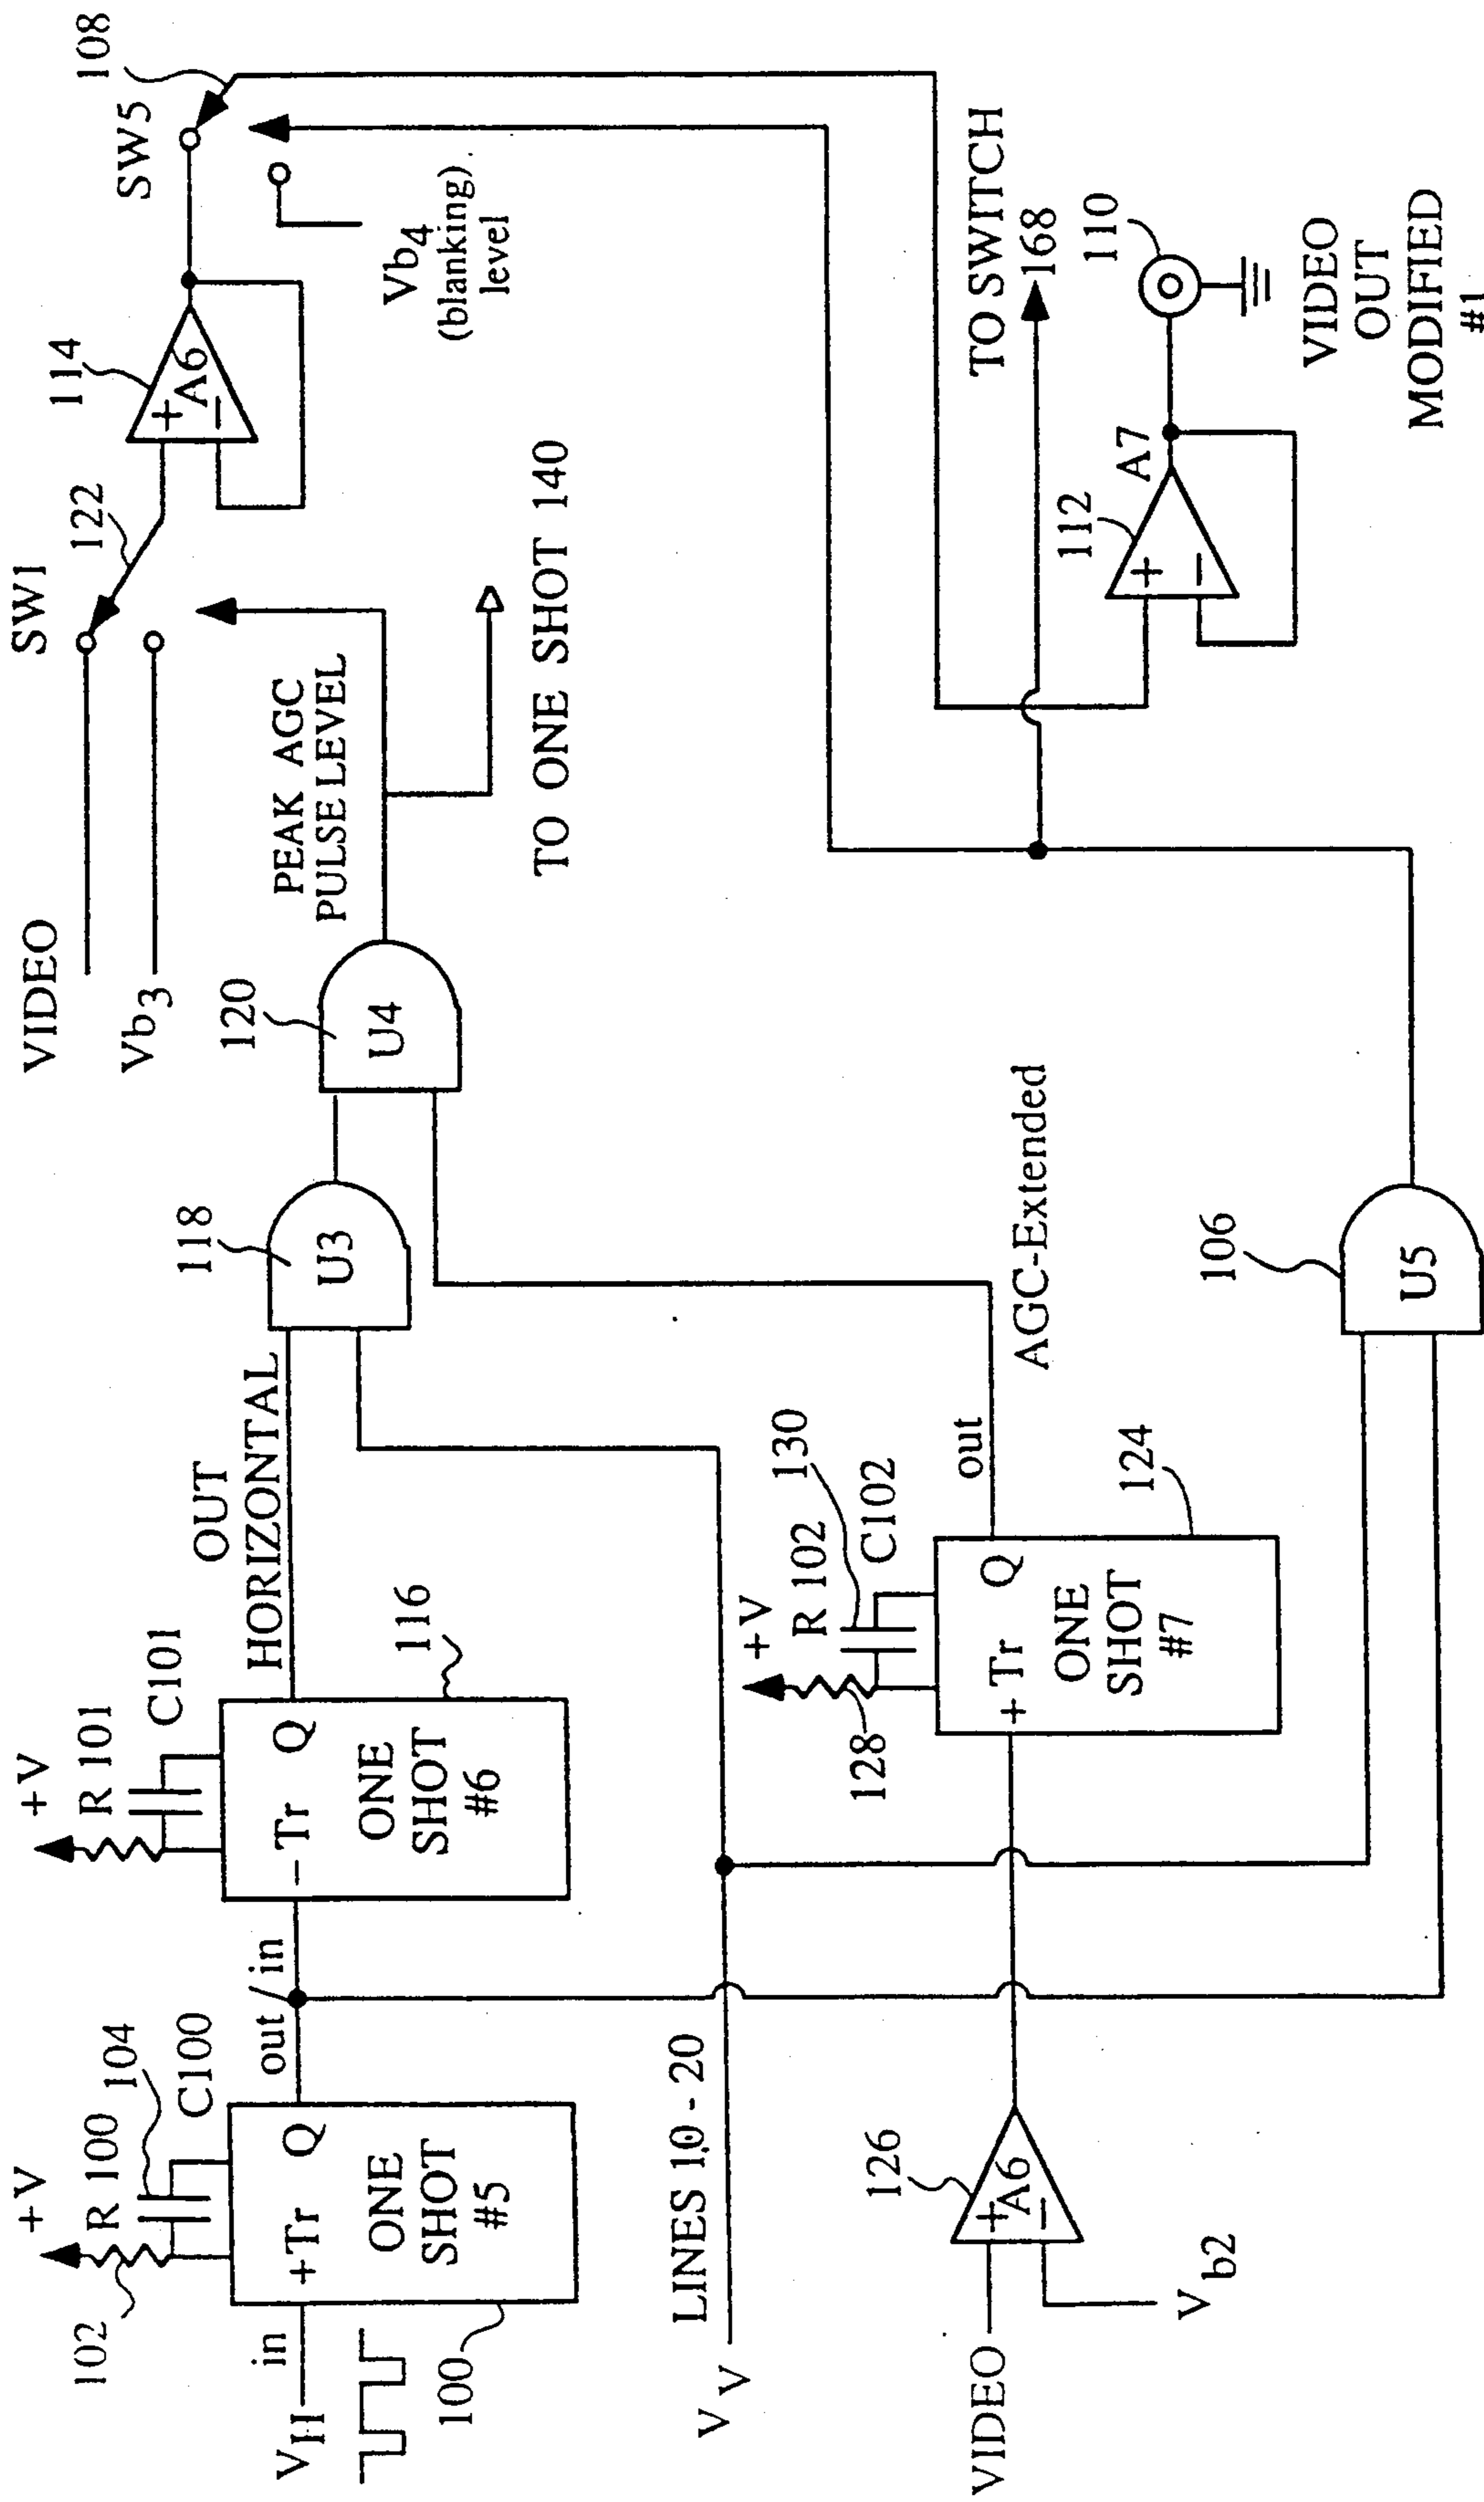 +V
R 100
104
C100
102
in
V H
+Tr
Q
ONE
SHOT
#5
100
out / in
+V
R 101
C101
- Tr
Q
ONE
SHOT
#6
116
OUT
HORIZONTAL
118
U3
120
U4
VIDEO
Vb3
PEAK AGC
PULSE LEVEL
TO ONE SHOT 140
SW1
122
114
+
A6
-
SW5
108
Vb4
(blanking)
level
V V
LINES 10 - 20
VIDEO
V b2
126
+
A6
-
+V
R 102
130
C102
128
+ Tr
Q
ONE
SHOT
#7
124
out
AGC-Extended
106
U5
TO SWITCH
168
112
A7
+
-
110
VIDEO
OUT
MODIFIED
#1